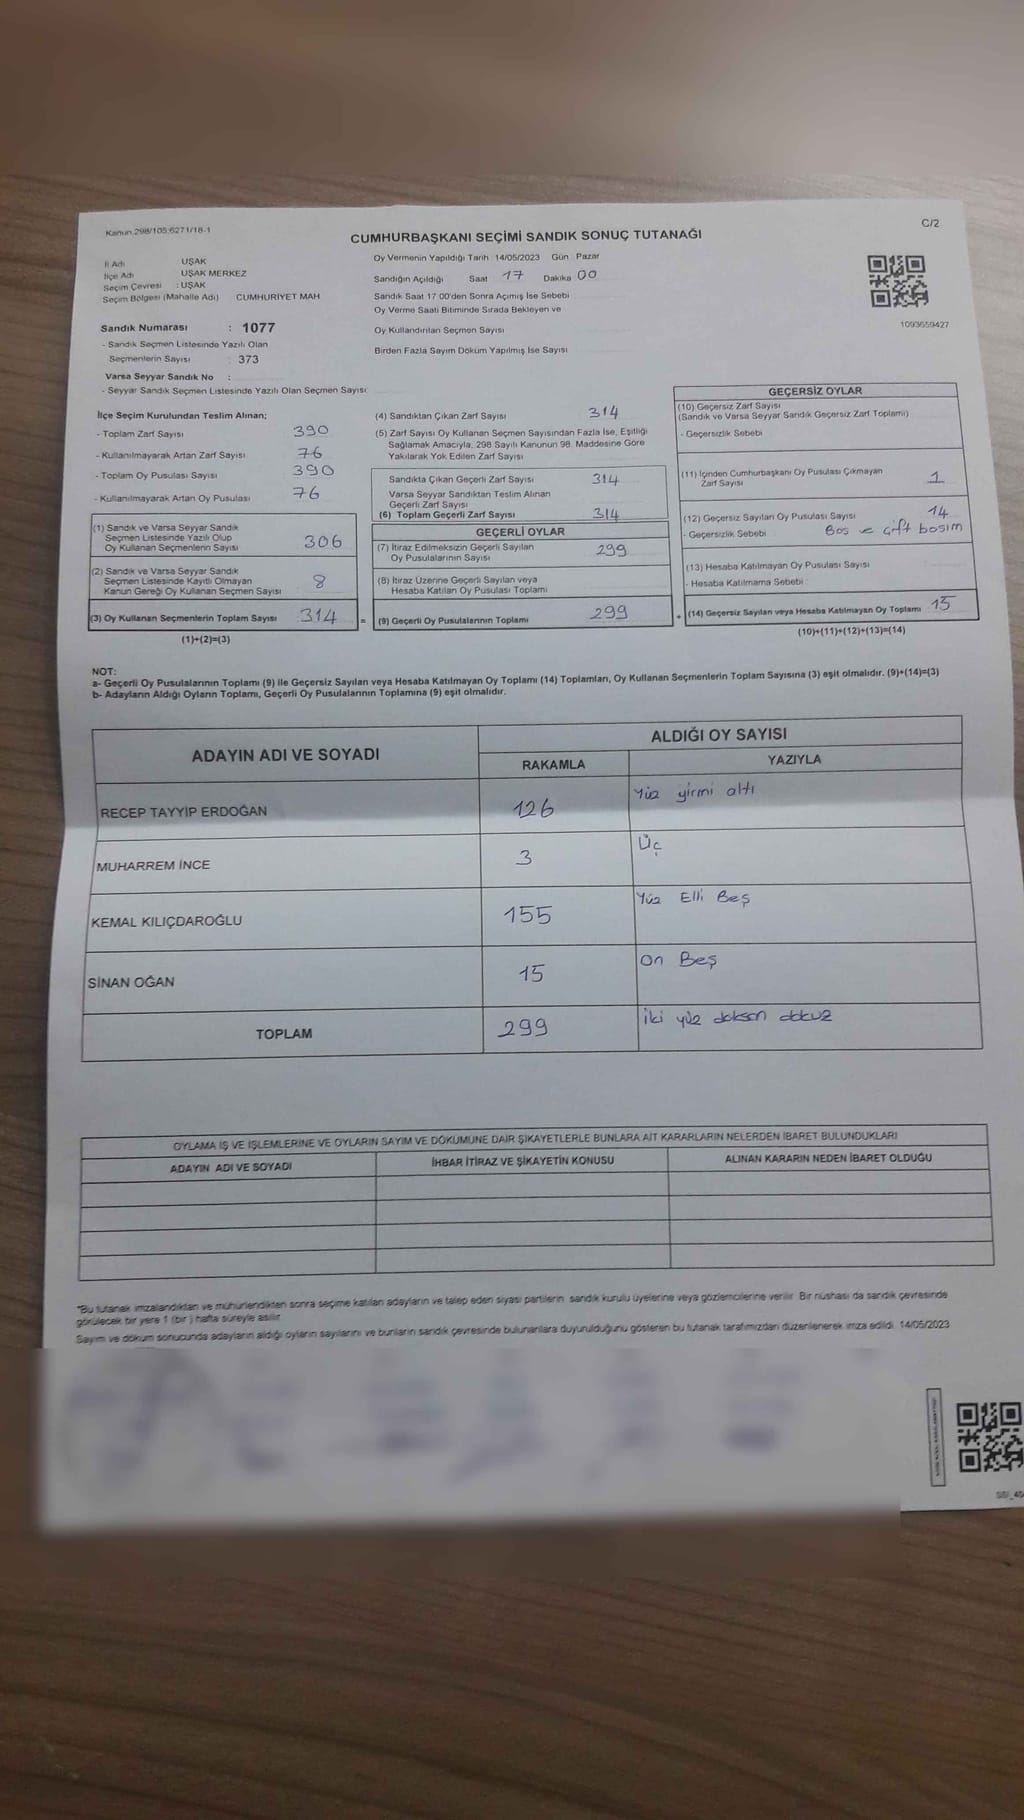 Kanun 298/105:6271/18-1
C/2
CUMHURBAŞKANI SEÇİMİ SANDIK SONUÇ TUTANAĞI
İl Adı UŞAK
İlçe Adı UŞAK MERKEZ
Seçim Çevresi : UŞAK
Seçim Bölgesi (Mahalle Adı) CUMHURİYET MAH
Sandık Numarası : 1077
- Sandık Seçmen Listesinde Yazılı Olan
Seçmenlerin Sayısı : 373
Varsa Seyyar Sandık No :
- Seyyar Sandık Seçmen Listesinde Yazılı Olan Seçmen Sayısı:
Oy Vermenin Yapıldığı Tarih 14/05/2023 Gün Pazar
Sandığın Açıldığı Saat 17 Dakika 00
Sandık Saat 17 00'den Sonra Açımış İse Sebebi
Oy Verme Saati Bitiminde Sırada Bekleyen ve
Oy Kullandırılan Seçmen Sayısı
Birden Fazla Sayım Döküm Yapılmış İse Sayısı
1093659427
İlçe Seçim Kurulundan Teslim Alınan;
- Toplam Zarf Sayısı 390
- Kullanılmayarak Artan Zarf Sayısı 76
- Toplam Oy Pusulası Sayısı 390
- Kullanılmayarak Artan Oy Pusulası 76
(1) Sandık ve Varsa Seyyar Sandık
Seçmen Listesinde Yazılı Olup
Oy Kullanan Seçmenlerin Sayısı 306
(2) Sandık ve Varsa Seyyar Sandık
Seçmen Listesinde Kayıtlı Olmayan
Kanun Gereği Oy Kullanan Seçmen Sayısı 8
(3) Oy Kullanan Seçmenlerin Toplam Sayısı 314 =
(1)+(2)=(3)
(4) Sandıktan Çıkan Zarf Sayısı 314
(5) Zarf Sayısı Oy Kullanan Seçmen Sayısından Fazla İse, Eşitliği
Sağlamak Amacıyla, 298 Sayılı Kanunun 98. Maddesine Göre
Yakılarak Yok Edilen Zarf Sayısı
Sandıkta Çıkan Geçerli Zarf Sayısı 314
Varsa Seyyar Sandıktan Teslim Alınan
Geçerli Zarf Sayısı
(6) Toplam Geçerli Zarf Sayısı 314
GEÇERLİ OYLAR
(7) İtiraz Edilmeksizin Geçerli Sayılan
Oy Pusulalarının Sayısı 299
(8) İtiraz Üzerine Geçerli Sayılan veya
Hesaba Katılan Oy Pusulası Toplamı
(9) Geçerli Oy Pusulalarının Toplamı 299 +
GEÇERSİZ OYLAR
(10) Geçersiz Zarf Sayısı
(Sandık ve Varsa Seyyar Sandık Geçersiz Zarf Toplamı)
- Geçersizlik Sebebi
(11) İçinden Cumhurbaşkanı Oy Pusulası Çıkmayan
Zarf Sayısı 1
(12) Geçersiz Sayılan Oy Pusulası Sayısı 14
- Geçersizlik Sebebi Boş ve çift basım
(13) Hesaba Katılmayan Oy Pusulası Sayısı
- Hesaba Katılmama Sebebi :
(14) Geçersiz Sayılan veya Hesaba Katılmayan Oy Toplamı 15
(10)+(11)+(12)+(13)=(14)
NOT:
a- Geçerli Oy Pusulalarının Toplamı (9) ile Geçersiz Sayılan veya Hesaba Katılmayan Oy Toplamı (14) Toplamları, Oy Kullanan Seçmenlerin Toplam Sayısına (3) eşit olmalıdır. (9)+(14)=(3)
b- Adayların Aldığı Oyların Toplamı, Geçerli Oy Pusulalarının Toplamına (9) eşit olmalıdır.
ADAYIN ADI VE SOYADI ALDIĞI OY SAYISI
RAKAMLA YAZIYLA
RECEP TAYYİP ERDOĞAN 126 Yüz yirmi altı
MUHARREM İNCE 3 Üç
KEMAL KILIÇDAROĞLU 155 Yüz Elli Beş
SİNAN OĞAN 15 On Beş
TOPLAM 299 İki yüz doksan dokuz
OYLAMA İŞ VE İŞLEMLERİNE VE OYLARIN SAYIM VE DÖKÜMÜNE DAİR ŞİKAYETLERLE BUNLARA AİT KARARLARIN NELERDEN İBARET BULUNDUKLARI
ADAYIN ADI VE SOYADI İHBAR İTİRAZ VE ŞİKAYETİN KONUSU ALINAN KARARIN NEDEN İBARET OLDUĞU
"Bu tutanak imzalandıktan ve mühürlendikten sonra seçime katılan adayların ve talep eden siyasi partilerin sandık kurulu üyelerine veya gözlemcilerine verilir Bir nüshası da sandık çevresinde
görülecek bir yere 1 (bir ) hafta süreyle asılır
Sayım ve döküm sonucunda adayların aldığı oyların sayılarını ve bunların sandık çevresinde bulunanlara duyurulduğunu gösteren bu tutanak tarafımızdan düzenlenerek imza edildi 14/05/2023